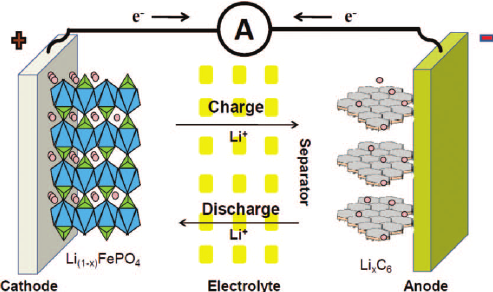 e⁻ → A ← e⁻
+
−
Charge
Li⁺
Separator
Discharge
Li⁺
Li₍₁₋ₓ₎FePO₄
LiₓC₆
Cathode Electrolyte Anode